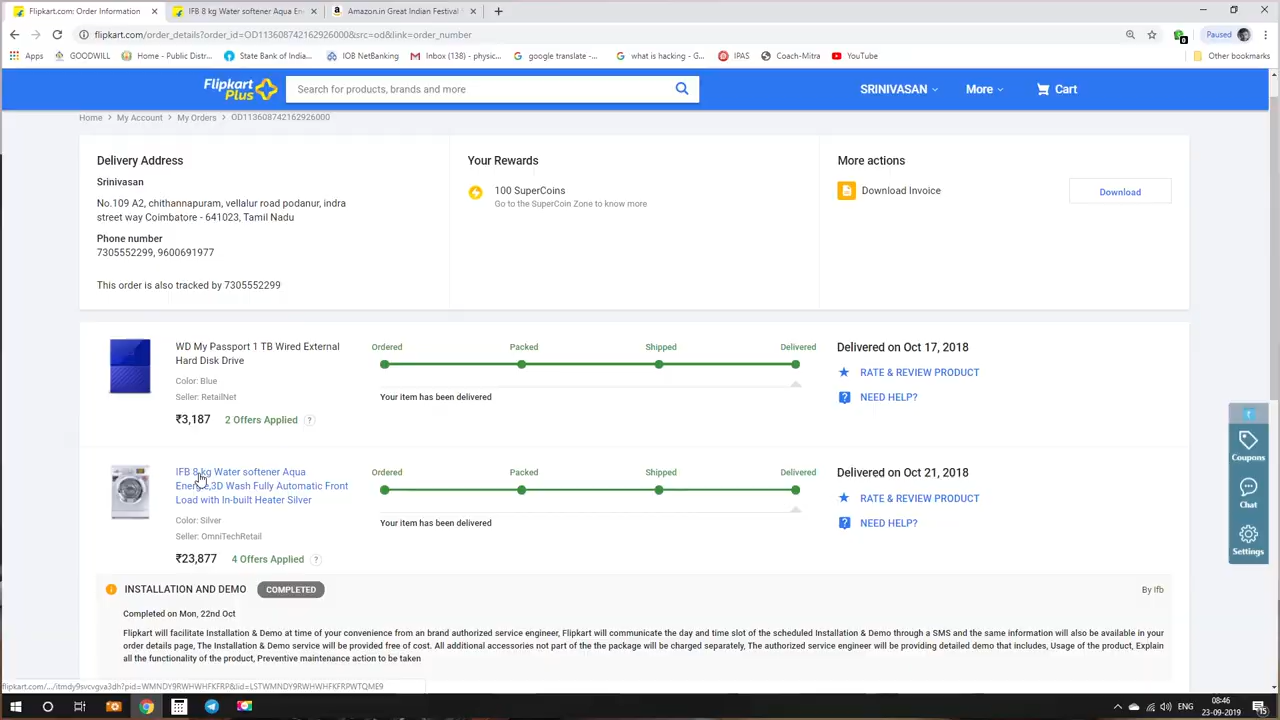 Flipkart.com: Order Information
IFB 8 kg Water softener Aqua En
Amazon.in Great Indian Festival
flipkart.com/order_details?order_id=OD113608742162926000&src=od&link=order_number
Paused
Apps
GOODWILL
Home - Public Distr...
State Bank of India...
IOB NetBanking
Inbox (138) - physic...
google translate -...
what is hacking - G...
IPAS
Coach-Mitra
YouTube
Other bookmarks
Flipkart Plus
Search for products, brands and more
SRINIVASAN
More
Cart
Home > My Account > My Orders > OD113608742162926000
Delivery Address
Srinivasan
No.109 A2, chithannapuram, vellalur road podanur, indra
street way Coimbatore - 641023, Tamil Nadu
Phone number
7305552299, 9600691977
This order is also tracked by 7305552299
Your Rewards
100 SuperCoins
Go to the SuperCoin Zone to know more
More actions
Download Invoice
Download
WD My Passport 1 TB Wired External
Hard Disk Drive
Color: Blue
Seller: RetailNet
₹3,187 2 Offers Applied ?
Ordered Packed Shipped Delivered
Your item has been delivered
Delivered on Oct 17, 2018
RATE & REVIEW PRODUCT
NEED HELP?
IFB 8 kg Water softener Aqua
Energie,3D Wash Fully Automatic Front
Load with In-built Heater Silver
Color: Silver
Seller: OmniTechRetail
₹23,877 4 Offers Applied ?
Ordered Packed Shipped Delivered
Your item has been delivered
Delivered on Oct 21, 2018
RATE & REVIEW PRODUCT
NEED HELP?
Coupons
Chat
Settings
INSTALLATION AND DEMO COMPLETED
By Ifb
Completed on Mon, 22nd Oct
Flipkart will facilitate Installation & Demo at time of your convenience from an brand authorized service engineer, Flipkart will communicate the day and time slot of the scheduled Installation & Demo through a SMS and the same information will also be available in your
order details page, The Installation & Demo service will be provided free of cost. All additional accessories not part of the the package will be charged separately, The authorized service engineer will be providing detailed demo that includes, Usage of the product, Explain
all the functionality of the product, Preventive maintenance action to be taken
ENG
08:46
23-09-2019
15